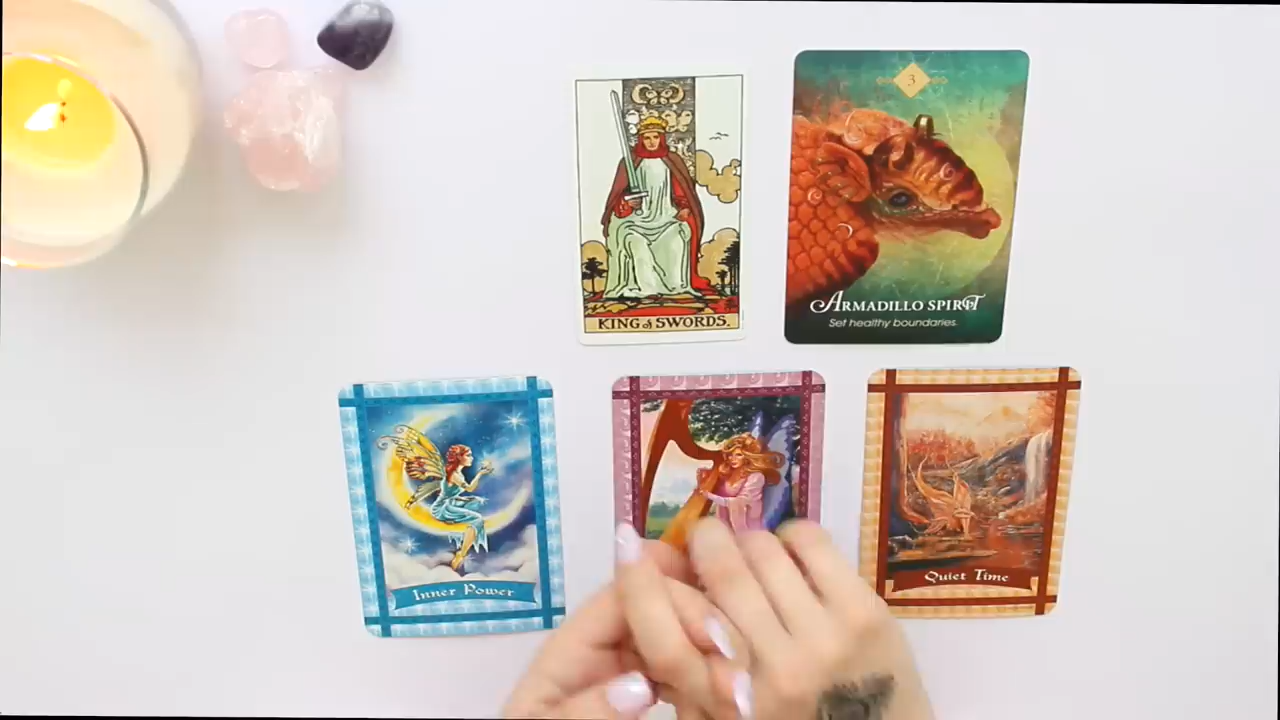 KING of SWORDS.
3
ARMADILLO SPIRIT
Set healthy boundaries.
Inner Power
Quiet Time